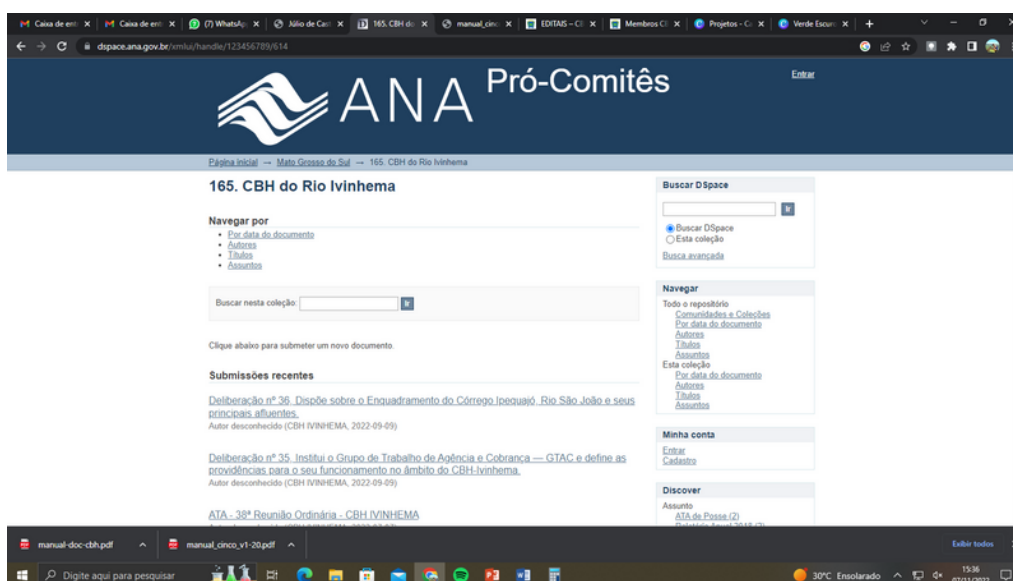 Caixa de ent
Caixa de ent
(7) WhatsAp
Júlio de Cast
165. CBH do
manual_cinc
EDITAIS – CI
Membros CI
Projetos - Co
Verde Escuro
dspace.ana.gov.br/xmlui/handle/123456789/614
ANA
Pró-Comitês
Entrar
Página inicial → Mato Grosso do Sul → 165. CBH do Rio Ivinhema
165. CBH do Rio Ivinhema
Navegar por
Por data do documento
Autores
Títulos
Assuntos
Buscar nesta coleção: Ir
Clique abaixo para submeter um novo documento.
Submissões recentes
Deliberação nº 36, Dispõe sobre o Enquadramento do Córrego Ipequajó, Rio São João e seus
principais afluentes.
Autor desconhecido (CBH IVINHEMA, 2022-09-09)
Deliberação nº 35, Institui o Grupo de Trabalho de Agência e Cobrança — GTAC e define as
providências para o seu funcionamento no âmbito do CBH-Ivinhema.
Autor desconhecido (CBH IVINHEMA, 2022-09-09)
ATA - 38ª Reunião Ordinária - CBH IVINHEMA
Buscar DSpace
Ir
Buscar DSpace
Esta coleção
Busca avançada
Navegar
Todo o repositório
Comunidades e Coleções
Por data do documento
Autores
Títulos
Assuntos
Esta coleção
Por data do documento
Autores
Títulos
Assuntos
Minha conta
Entrar
Cadastro
Discover
Assunto
ATA de Posse (2)
manual-doc-cbh.pdf
manual_cinco_v1-20.pdf
Exibir todos
Digite aqui para pesquisar
30°C Ensolarado
15:36